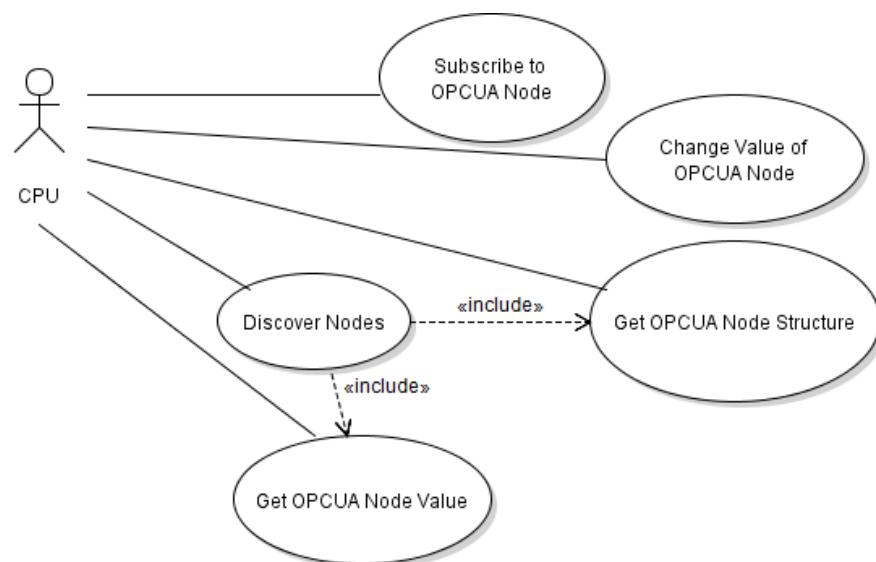 Subscribe to
OPCUA Node
Change Value of
OPCUA Node
CPU
«include»
Discover Nodes
Get OPCUA Node Structure
«include»
Get OPCUA Node Value